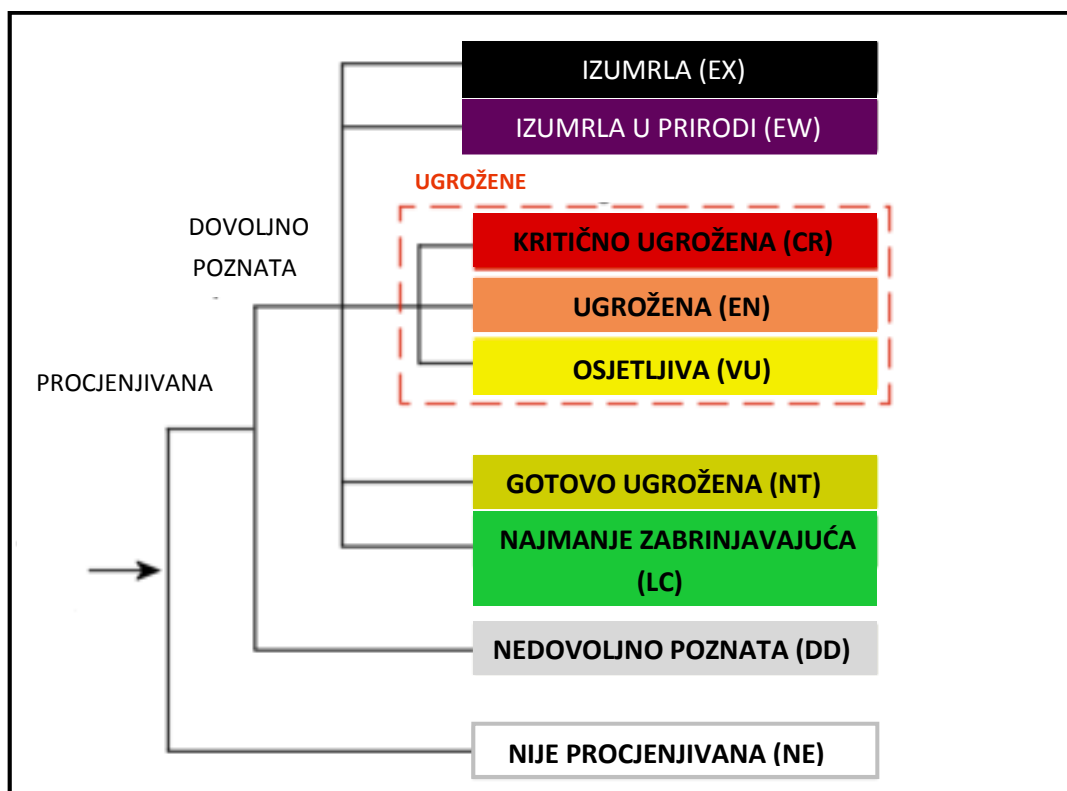 IZUMRLA (EX)
IZUMRLA U PRIRODI (EW)
UGROŽENE
DOVOLJNO
POZNATA
KRITIČNO UGROŽENA (CR)
UGROŽENA (EN)
OSJETLJIVA (VU)
PROCJENJIVANA
GOTOVO UGROŽENA (NT)
NAJMANJE ZABRINJAVAJUĆA
(LC)
NEDOVOLJNO POZNATA (DD)
NIJE PROCJENJIVANA (NE)